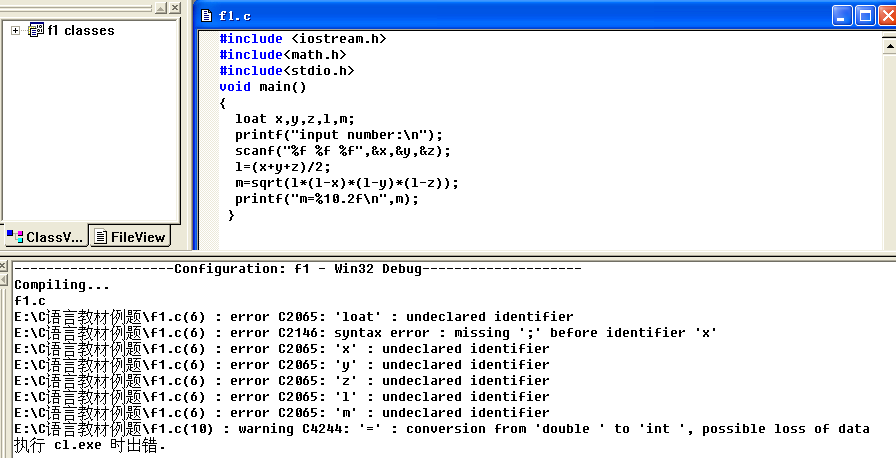 f1 classes
ClassV...
FileView
f1.c
#include <iostream.h>
#include<math.h>
#include<stdio.h>
void main()
{
loat x,y,z,l,m;
printf("input number:\n");
scanf("%f %f %f",&x,&y,&z);
l=(x+y+z)/2;
m=sqrt(l*(l-x)*(l-y)*(l-z));
printf("m=%10.2f\n",m);
}
--------------------Configuration: f1 - Win32 Debug--------------------
Compiling...
f1.c
E:\C语言教材例题\f1.c(6) : error C2065: 'loat' : undeclared identifier
E:\C语言教材例题\f1.c(6) : error C2146: syntax error : missing ';' before identifier 'x'
E:\C语言教材例题\f1.c(6) : error C2065: 'x' : undeclared identifier
E:\C语言教材例题\f1.c(6) : error C2065: 'y' : undeclared identifier
E:\C语言教材例题\f1.c(6) : error C2065: 'z' : undeclared identifier
E:\C语言教材例题\f1.c(6) : error C2065: 'l' : undeclared identifier
E:\C语言教材例题\f1.c(6) : error C2065: 'm' : undeclared identifier
E:\C语言教材例题\f1.c(10) : warning C4244: '=' : conversion from 'double ' to 'int ', possible loss of data
执行 cl.exe 时出错.